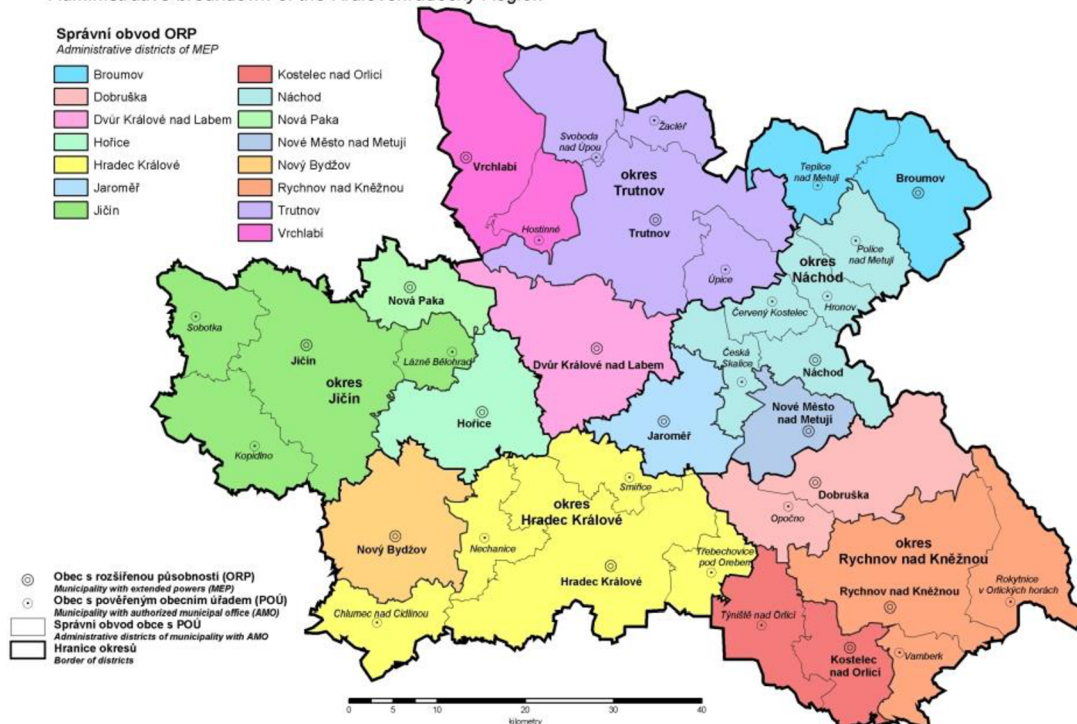 Administrative breakdown of the Královéhradecký Region
Správní obvod ORP
Administrative districts of MEP
Broumov
Dobruška
Dvůr Králové nad Labem
Hořice
Hradec Králové
Jaroměř
Jičín
Kostelec nad Orlicí
Náchod
Nová Paka
Nové Město nad Metují
Nový Bydžov
Rychnov nad Kněžnou
Trutnov
Vrchlabí
Žacléř
Svoboda
nad Úpou
Vrchlabí
okres
Trutnov
Trutnov
Hostinné
Úpice
Teplice
nad Metují
Broumov
Police
nad Metují
okres
Náchod
Hronov
Červený Kostelec
Česká
Skalice
Náchod
Nové Město
nad Metují
Nová Paka
Sobotka
Jičín
Lázně Bělohrad
okres
Jičín
Kopidlno
Hořice
Dvůr Králové nad Labem
Jaroměř
Smiřice
okres
Hradec Králové
Nechanice
Nový Bydžov
Hradec Králové
Třebechovice
pod Orebem
Chlumec nad Cidlinou
Dobruška
Opočno
okres
Rychnov nad Kněžnou
Rychnov nad Kněžnou
Rokytnice
v Orlických horách
Týniště nad Orlicí
Kostelec
nad Orlicí
Vamberk
Obec s rozšířenou působností (ORP)
Municipality with extended powers (MEP)
Obec s pověřeným obecním úřadem (POÚ)
Municipality with authorized municipal office (AMO)
Správní obvod obce s POÚ
Administrative districts of municipality with AMO
Hranice okresů
Border of districts
0 5 10 20 30 40
kilometry